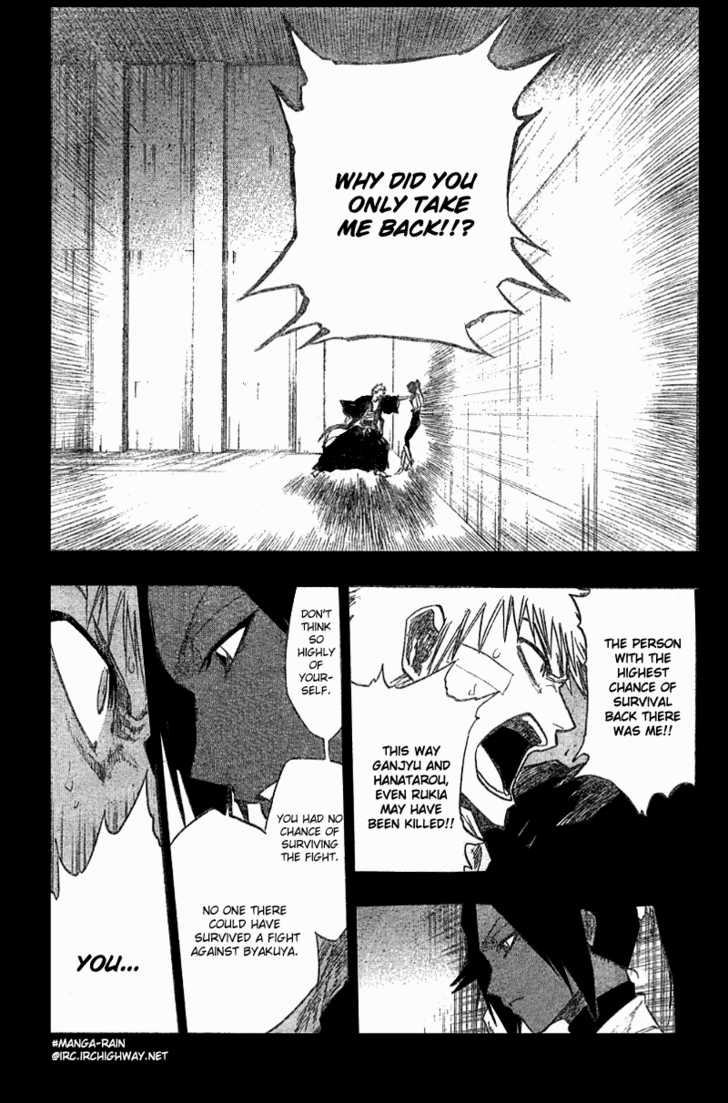 WHY DID YOU
ONLY TAKE
ME BACK!!?
THE PERSON
WITH THE
HIGHEST
CHANCE OF
SURVIVAL
BACK THERE
WAS ME!!
THIS WAY
GANJYU AND
HANATAROU,
EVEN RUKIA
MAY HAVE
BEEN KILLED!!
DON'T
THINK
SO
HIGHLY
OF
YOUR-
SELF.
YOU HAD NO
CHANCE OF
SURVIVING
THE FIGHT.
NO ONE THERE
COULD HAVE
SURVIVED A FIGHT
AGAINST BYAKUYA.
YOU...
#MANGA-RAIN
@IRC.IRCHIGHWAY.NET